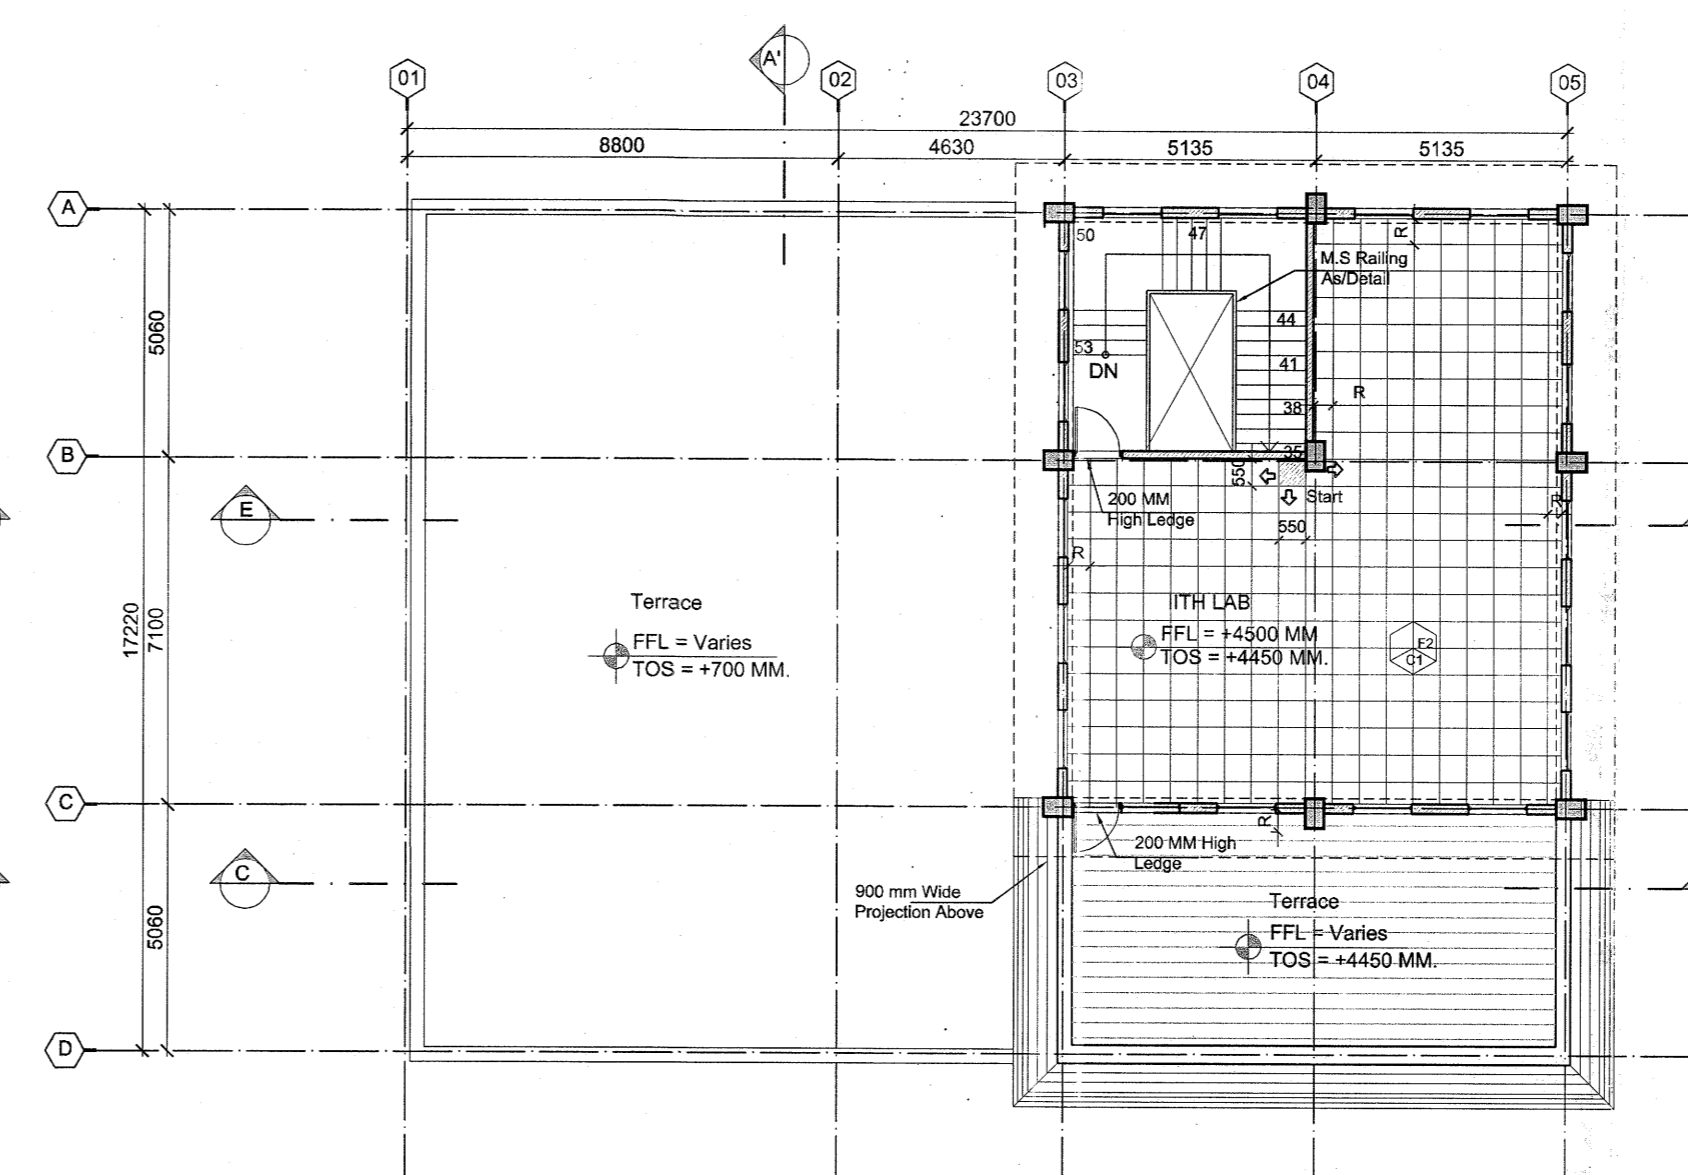 A'
01
02
03
04
05
23700
8800
4630
5135
5135
A
50
47
R
M.S Railing
As/Detail
5060
44
53
41
DN
R
38
B
35
550
Start
200 MM
High Ledge
R
E
550
R
17220
7100
Terrace
FFL = Varies
TOS = +700 MM.
ITH LAB
FFL = +4500 MM
TOS = +4450 MM.
F2
C1
C
R
200 MM High
Ledge
C
5060
900 mm Wide
Projection Above
Terrace
FFL = Varies
TOS = +4450 MM.
D